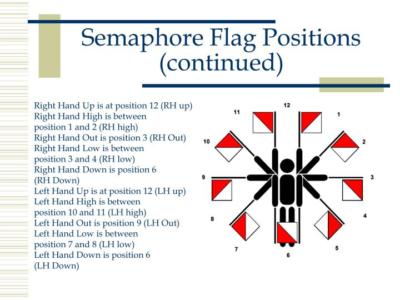 Semaphore Flag Positions
(continued)
Right Hand Up is at position 12 (RH up)
Right Hand High is between
position 1 and 2 (RH high)
Right Hand Out is position 3 (RH Out)
Right Hand Low is between
position 3 and 4 (RH low)
Right Hand Down is position 6
(RH Down)
Left Hand Up is at position 12 (LH up)
Left Hand High is between
position 10 and 11 (LH high)
Left Hand Out is position 9 (LH Out)
Left Hand Low is between
position 7 and 8 (LH low)
Left Hand Down is position 6
(LH Down)
12
11
1
10
2
9
3
8
4
7
5
6